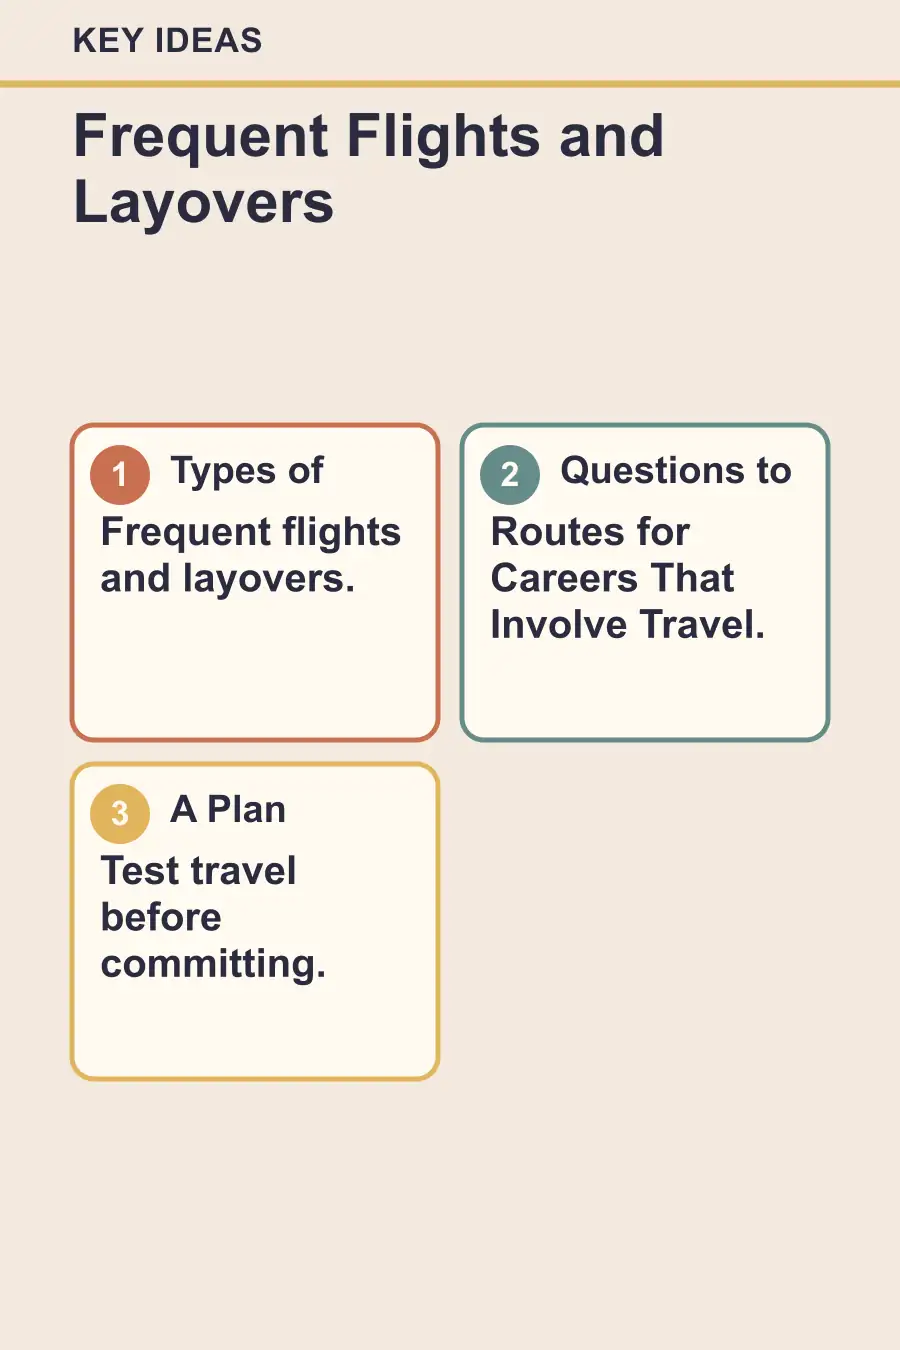 KEY IDEAS
Frequent Flights and
Layovers
1 Types of
Frequent flights
and layovers.
2 Questions to
Routes for
Careers That
Involve Travel.
3 A Plan
Test travel
before
committing.